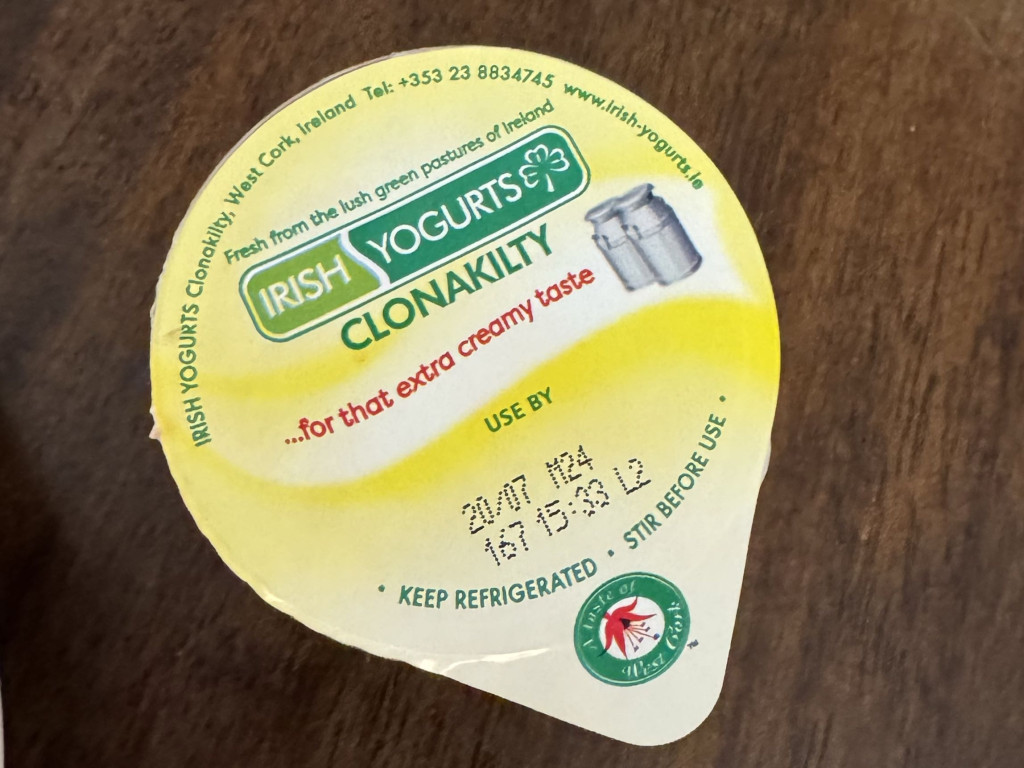 IRISH YOGURTS Clonakilty, West Cork, Ireland Tel: +353 23 8834745 www.irish-yogurts.ie
Fresh from the lush green pastures of Ireland
IRISH YOGURTS
CLONAKILTY
...for that extra creamy taste
USE BY
20/07 M24
167 15:33 L2
• KEEP REFRIGERATED • STIR BEFORE USE •
A taste of West Cork ™